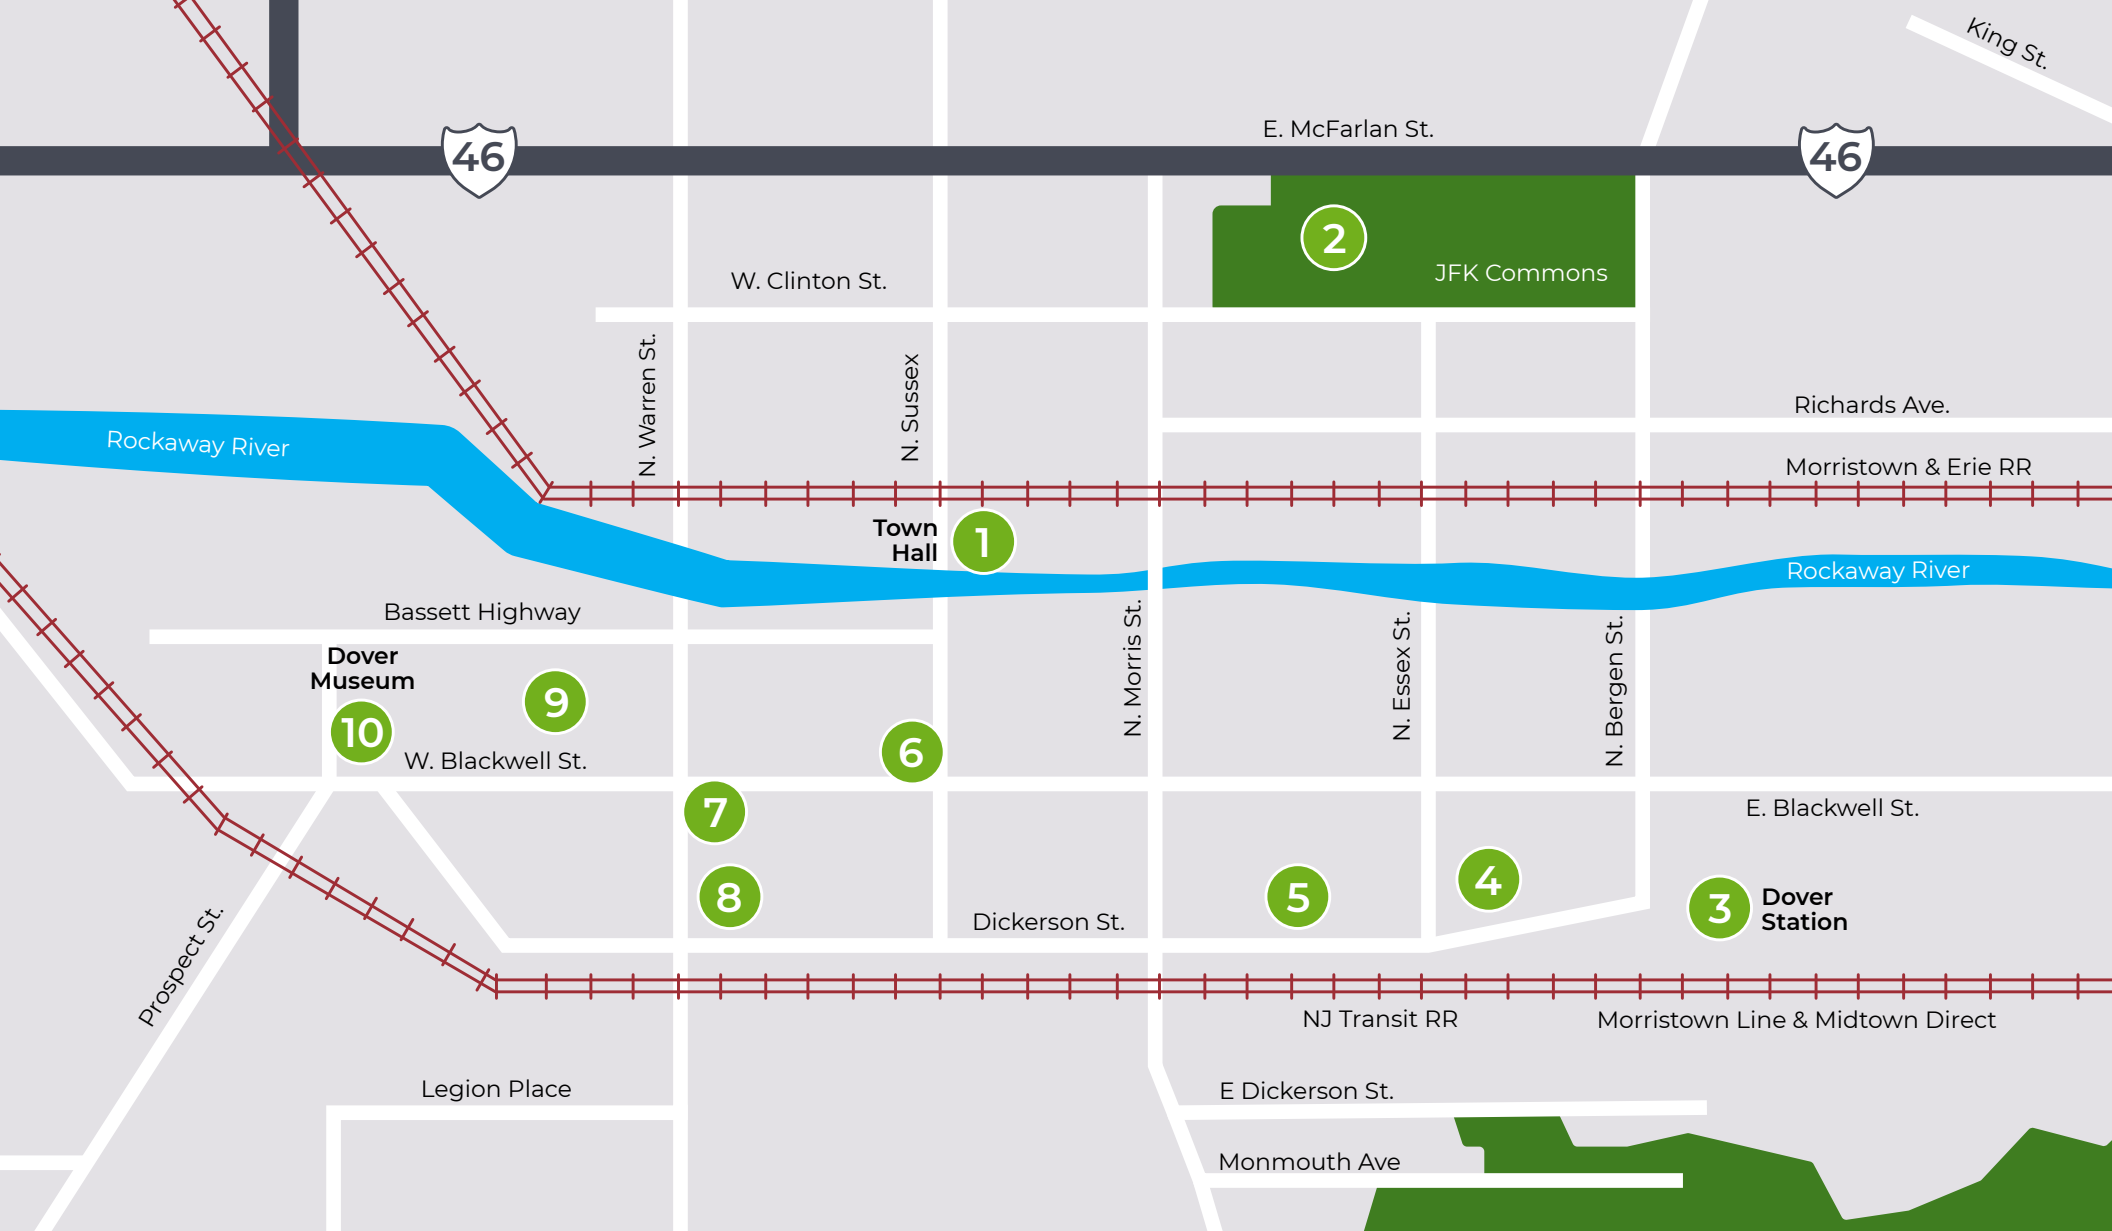 King St.
E. McFarlan St.
46
46
2
JFK Commons
W. Clinton St.
N. Warren St.
N. Sussex
Richards Ave.
Rockaway River
Morristown & Erie RR
Town
Hall
1
Rockaway River
Bassett Highway
N. Morris St.
N. Essex St.
N. Bergen St.
Dover
Museum
10
9
6
W. Blackwell St.
7
E. Blackwell St.
8
5
4
3
Dover
Station
Dickerson St.
Prospect St.
NJ Transit RR
Morristown Line & Midtown Direct
Legion Place
E Dickerson St.
Monmouth Ave